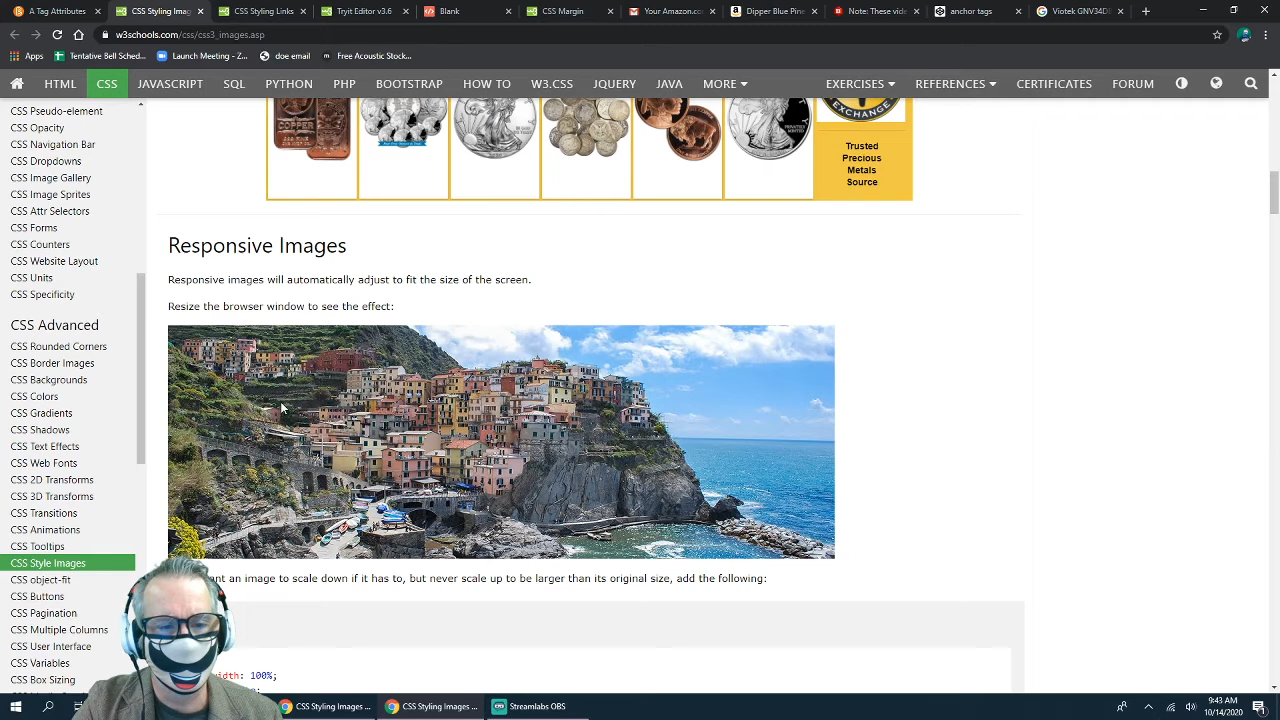 A Tag Attributes
CSS Styling Imag
CSS Styling Links
Tryit Editor v3.6
Blank
CSS Margin
Your Amazon.co
Dipper Blue Pine
Note: These vide
anchor tags
Viotek GNV34DB
w3schools.com/css/css3_images.asp
Apps
Tentative Bell Sched...
Launch Meeting - Z...
doe email
Free Acoustic Stock...
HTML
CSS
JAVASCRIPT
SQL
PYTHON
PHP
BOOTSTRAP
HOW TO
W3.CSS
JQUERY
JAVA
MORE
EXERCISES
REFERENCES
CERTIFICATES
FORUM
CSS Pseudo-element
CSS Opacity
CSS Navigation Bar
CSS Dropdowns
CSS Image Gallery
CSS Image Sprites
CSS Attr Selectors
CSS Forms
CSS Counters
CSS Website Layout
CSS Units
CSS Specificity
CSS Advanced
CSS Rounded Corners
CSS Border Images
CSS Backgrounds
CSS Colors
CSS Gradients
CSS Shadows
CSS Text Effects
CSS Web Fonts
CSS 2D Transforms
CSS 3D Transforms
CSS Transitions
CSS Animations
CSS Tooltips
CSS Style Images
CSS object-fit
CSS Buttons
CSS Pagination
CSS Multiple Columns
CSS User Interface
CSS Variables
CSS Box Sizing
COPPER
EXCHANGE
Trusted
Precious
Metals
Source
Responsive Images
Responsive images will automatically adjust to fit the size of the screen.
Resize the browser window to see the effect:
an image to scale down if it has to, but never scale up to be larger than its original size, add the following:
100%;
CSS Styling Images ...
CSS Styling Images ...
Streamlabs OBS
9:43 AM
10/14/2020